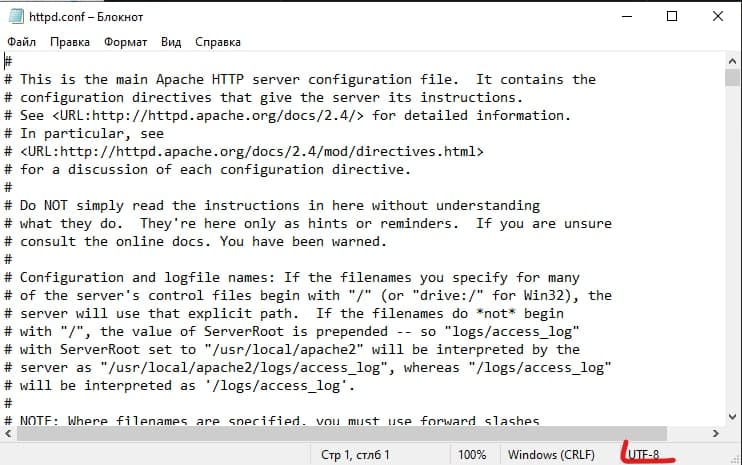 httpd.conf – Блокнот
Файл Правка Формат Вид Справка
#
# This is the main Apache HTTP server configuration file.  It contains the
# configuration directives that give the server its instructions.
# See <URL:http://httpd.apache.org/docs/2.4/> for detailed information.
# In particular, see
# <URL:http://httpd.apache.org/docs/2.4/mod/directives.html>
# for a discussion of each configuration directive.
#
# Do NOT simply read the instructions in here without understanding
# what they do.  They're here only as hints or reminders.  If you are unsure
# consult the online docs. You have been warned.
#
# Configuration and logfile names: If the filenames you specify for many
# of the server's control files begin with "/" (or "drive:/" for Win32), the
# server will use that explicit path.  If the filenames do *not* begin
# with "/", the value of ServerRoot is prepended -- so "logs/access_log"
# with ServerRoot set to "/usr/local/apache2" will be interpreted by the
# server as "/usr/local/apache2/logs/access_log", whereas "/logs/access_log"
# will be interpreted as '/logs/access_log'.
#
# NOTE: Where filenames are specified, you must use forward slashes
Стр 1, стлб 1 100% Windows (CRLF) UTF-8